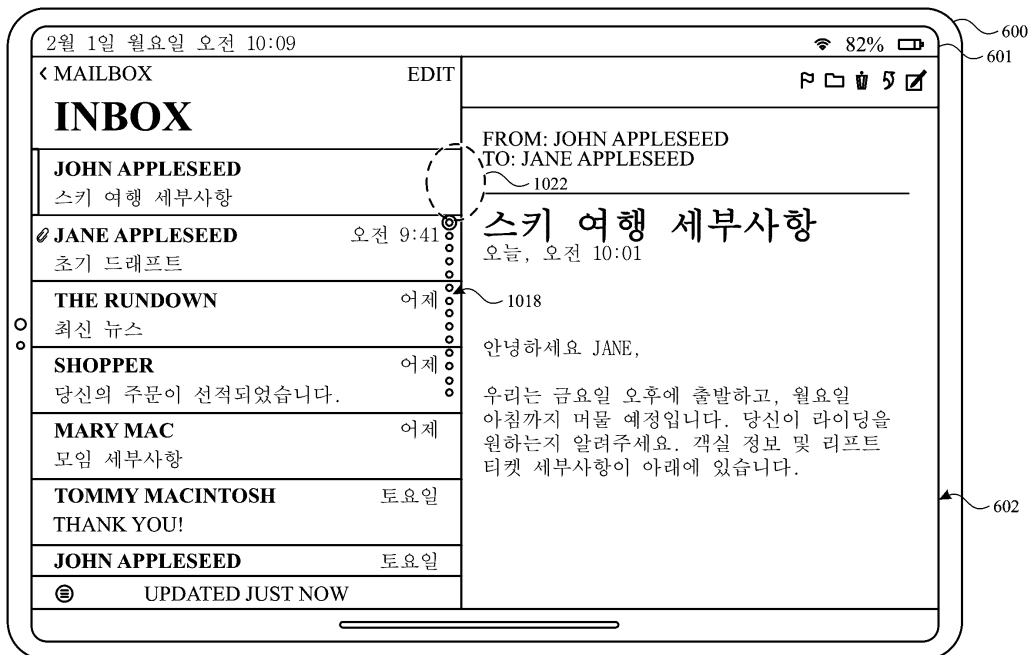 2월 1일 월요일 오전 10:09
82%
600
601
< MAILBOX
EDIT
INBOX
JOHN APPLESEED
스키 여행 세부사항
JANE APPLESEED 오전 9:41
초기 드래프트
THE RUNDOWN 어제
최신 뉴스
SHOPPER 어제
당신의 주문이 선적되었습니다.
MARY MAC 어제
모임 세부사항
TOMMY MACINTOSH 토요일
THANK YOU!
JOHN APPLESEED 토요일
UPDATED JUST NOW
FROM: JOHN APPLESEED
TO: JANE APPLESEED
1022
스키 여행 세부사항
오늘, 오전 10:01
1018
안녕하세요 JANE,
우리는 금요일 오후에 출발하고, 월요일
아침까지 머물 예정입니다. 당신이 라이딩을
원하는지 알려주세요. 객실 정보 및 리프트
티켓 세부사항이 아래에 있습니다.
602